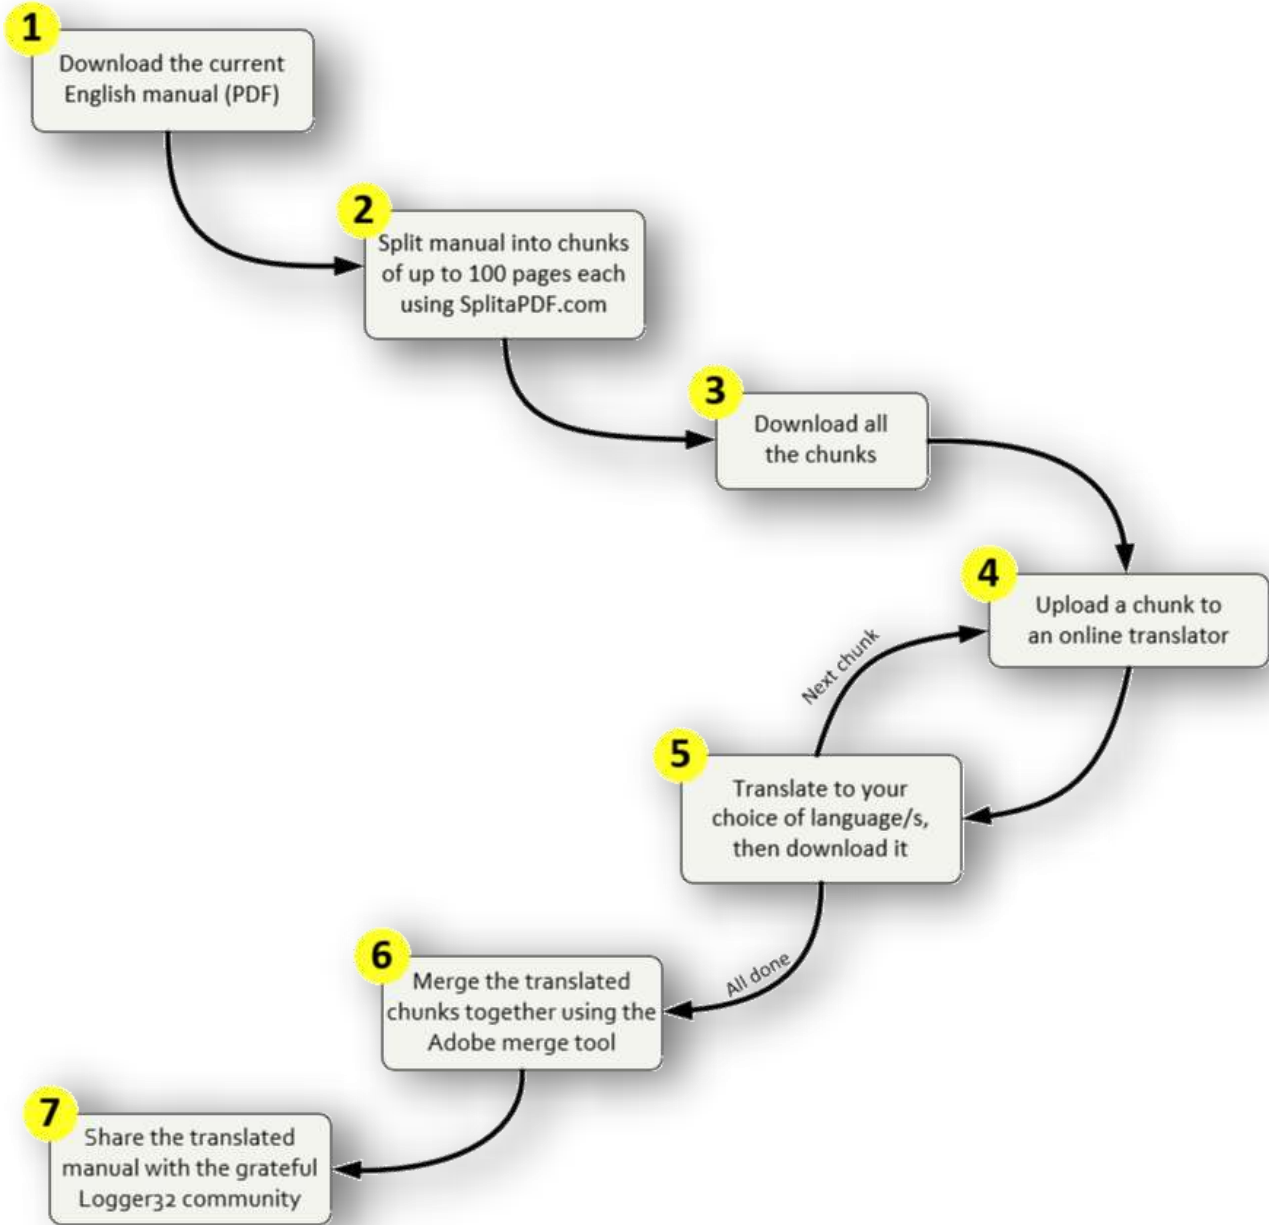 1
Download the current
English manual (PDF)
2
Split manual into chunks
of up to 100 pages each
using SplitaPDF.com
3
Download all
the chunks
4
Upload a chunk to
an online translator
Next chunk
5
Translate to your
choice of language/s,
then download it
All done
6
Merge the translated
chunks together using the
Adobe merge tool
7
Share the translated
manual with the grateful
Logger32 community